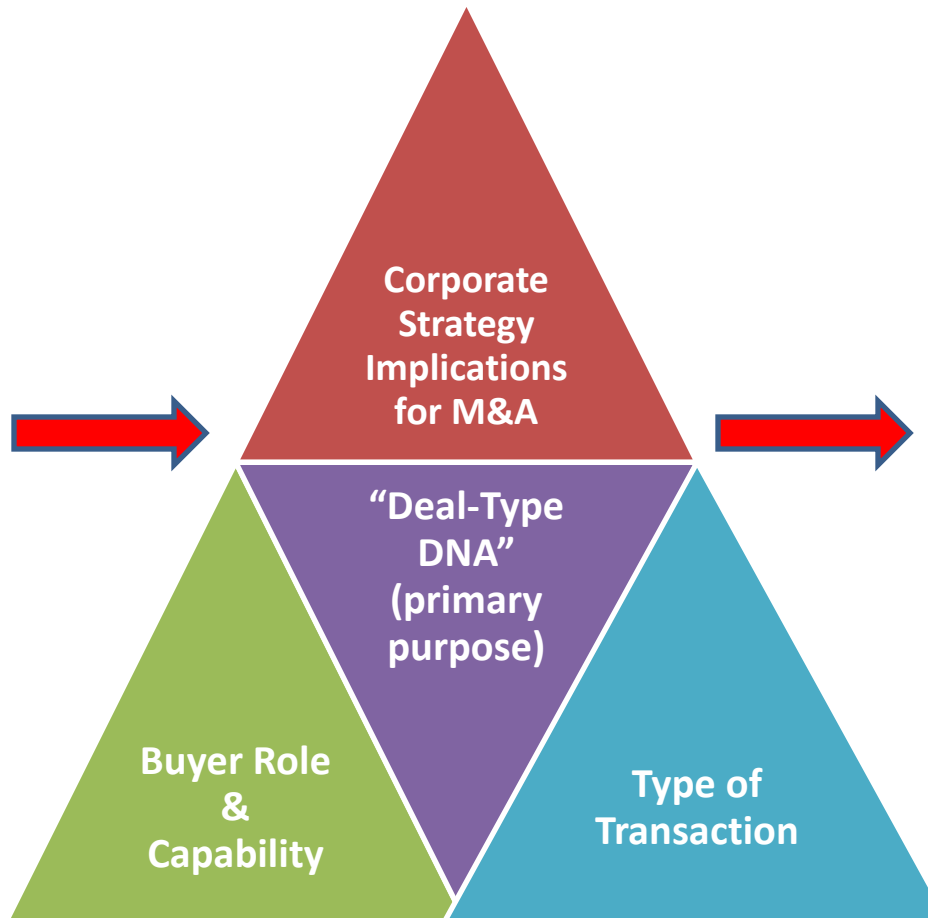 Corporate
Strategy
Implications
for M&A
“Deal-Type
DNA”
(primary
purpose)
Buyer Role
&
Capability
Type of
Transaction